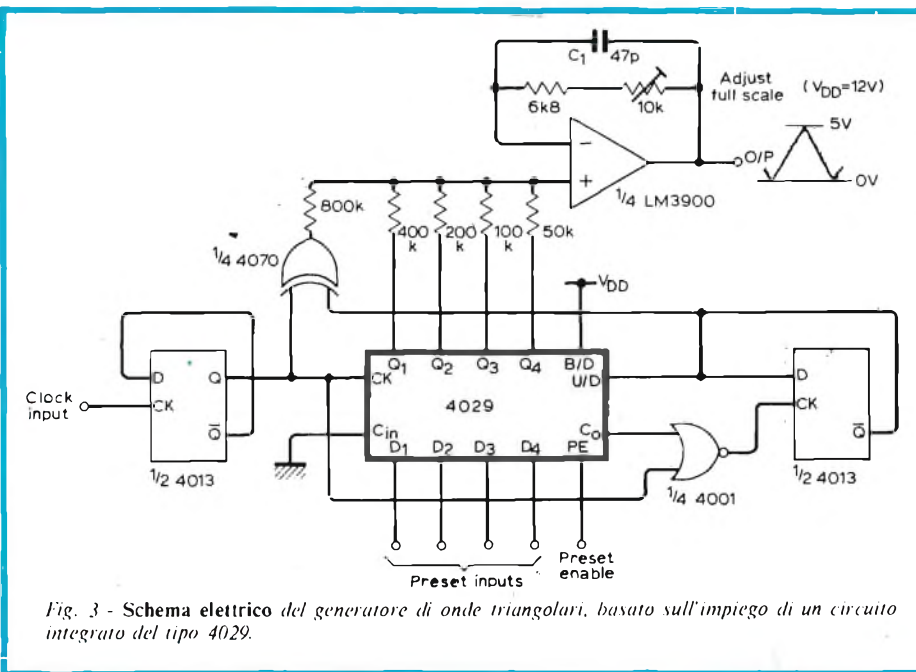 C1 47p
6k8
10k
Adjust
full scale
(VDD=12V)
5V
0V
O/P
−
+
1/4 LM3900
800k
400
k
200
k
100
k
50k
1/4 4070
VDD
D
Q
CK
Q̅
Clock
input
1/2 4013
Q1 Q2 Q3 Q4 B/D
CK
U/D
4029
Cin
Co
D1 D2 D3 D4 PE
D
CK
Q̅
1/4 4001
1/2 4013
Preset inputs
Preset
enable
Fig. 3 - Schema elettrico del generatore di onde triangolari, basato sull'impiego di un circuito
integrato del tipo 4029.